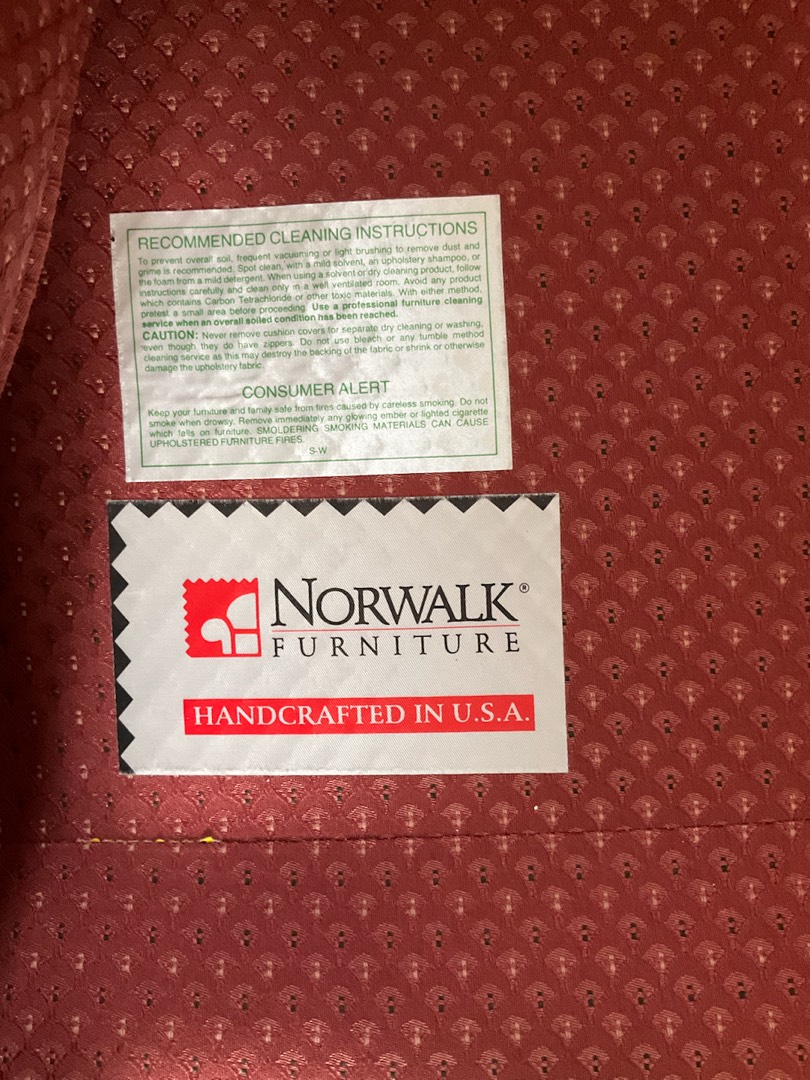 RECOMMENDED CLEANING INSTRUCTIONS
To prevent overall soil, frequent vacuuming or light brushing to remove dust and
grime is recommended. Spot clean, with a mild solvent, an upholstery shampoo, or
the foam from a mild detergent. When using a solvent or dry cleaning product, follow
instructions carefully and clean only in a well ventilated room. Avoid any product
which contains Carbon Tetrachloride or other toxic materials. With either method,
pretest a small area before proceeding. Use a professional furniture cleaning
service when an overall soiled condition has been reached.
CAUTION: Never remove cushion covers for separate dry cleaning or washing,
even though they do have zippers. Do not use bleach or any tumble method
cleaning service as this may destroy the backing of the fabric or shrink or otherwise
damage the upholstery fabric.
CONSUMER ALERT
Keep your furniture and family safe from fires caused by careless smoking. Do not
smoke when drowsy. Remove immediately any glowing ember or lighted cigarette
which falls on furniture. SMOLDERING SMOKING MATERIALS CAN CAUSE
UPHOLSTERED FURNITURE FIRES.
S-W
NORWALK®
FURNITURE
HANDCRAFTED IN U.S.A.